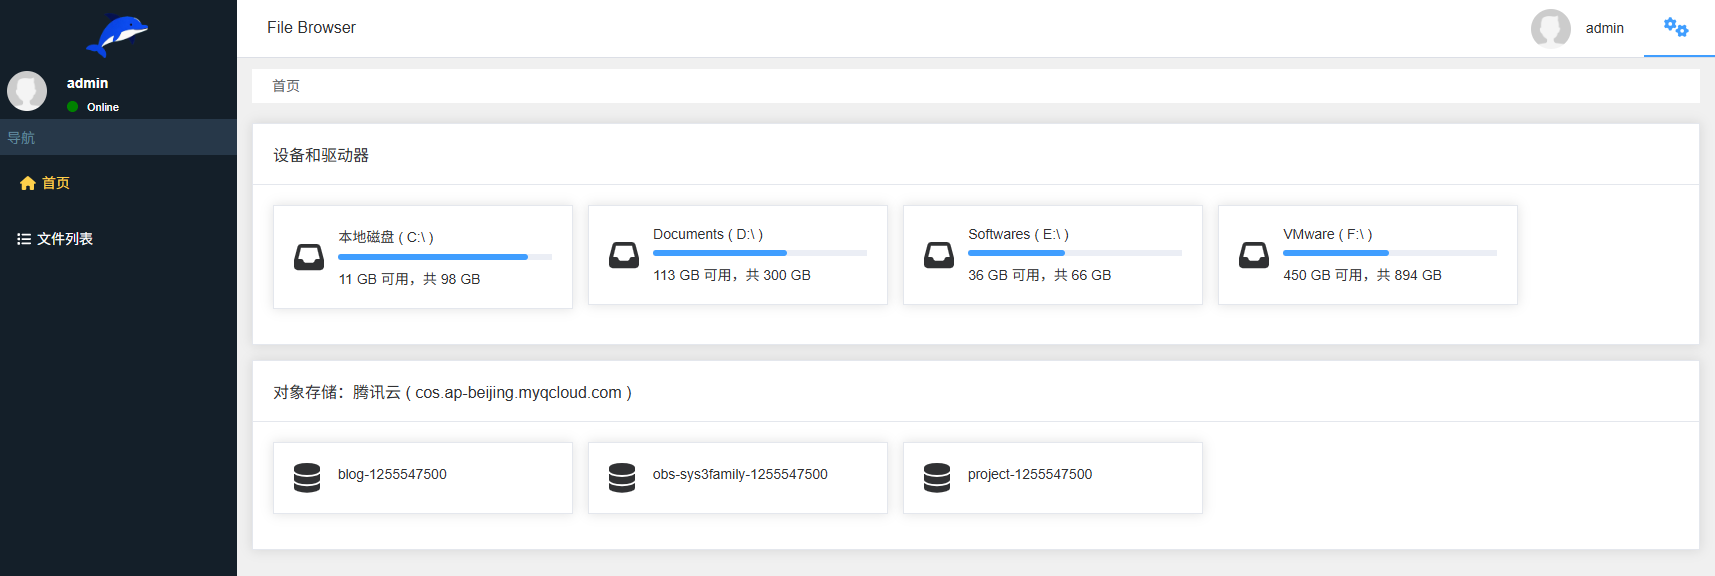 File Browser
admin
admin
Online
导航
首页
文件列表
首页
设备和驱动器
本地磁盘 ( C:\ )
11 GB 可用，共 98 GB
Documents ( D:\ )
113 GB 可用，共 300 GB
Softwares ( E:\ )
36 GB 可用，共 66 GB
VMware ( F:\ )
450 GB 可用，共 894 GB
对象存储：腾讯云 ( cos.ap-beijing.myqcloud.com )
blog-1255547500
obs-sys3family-1255547500
project-1255547500